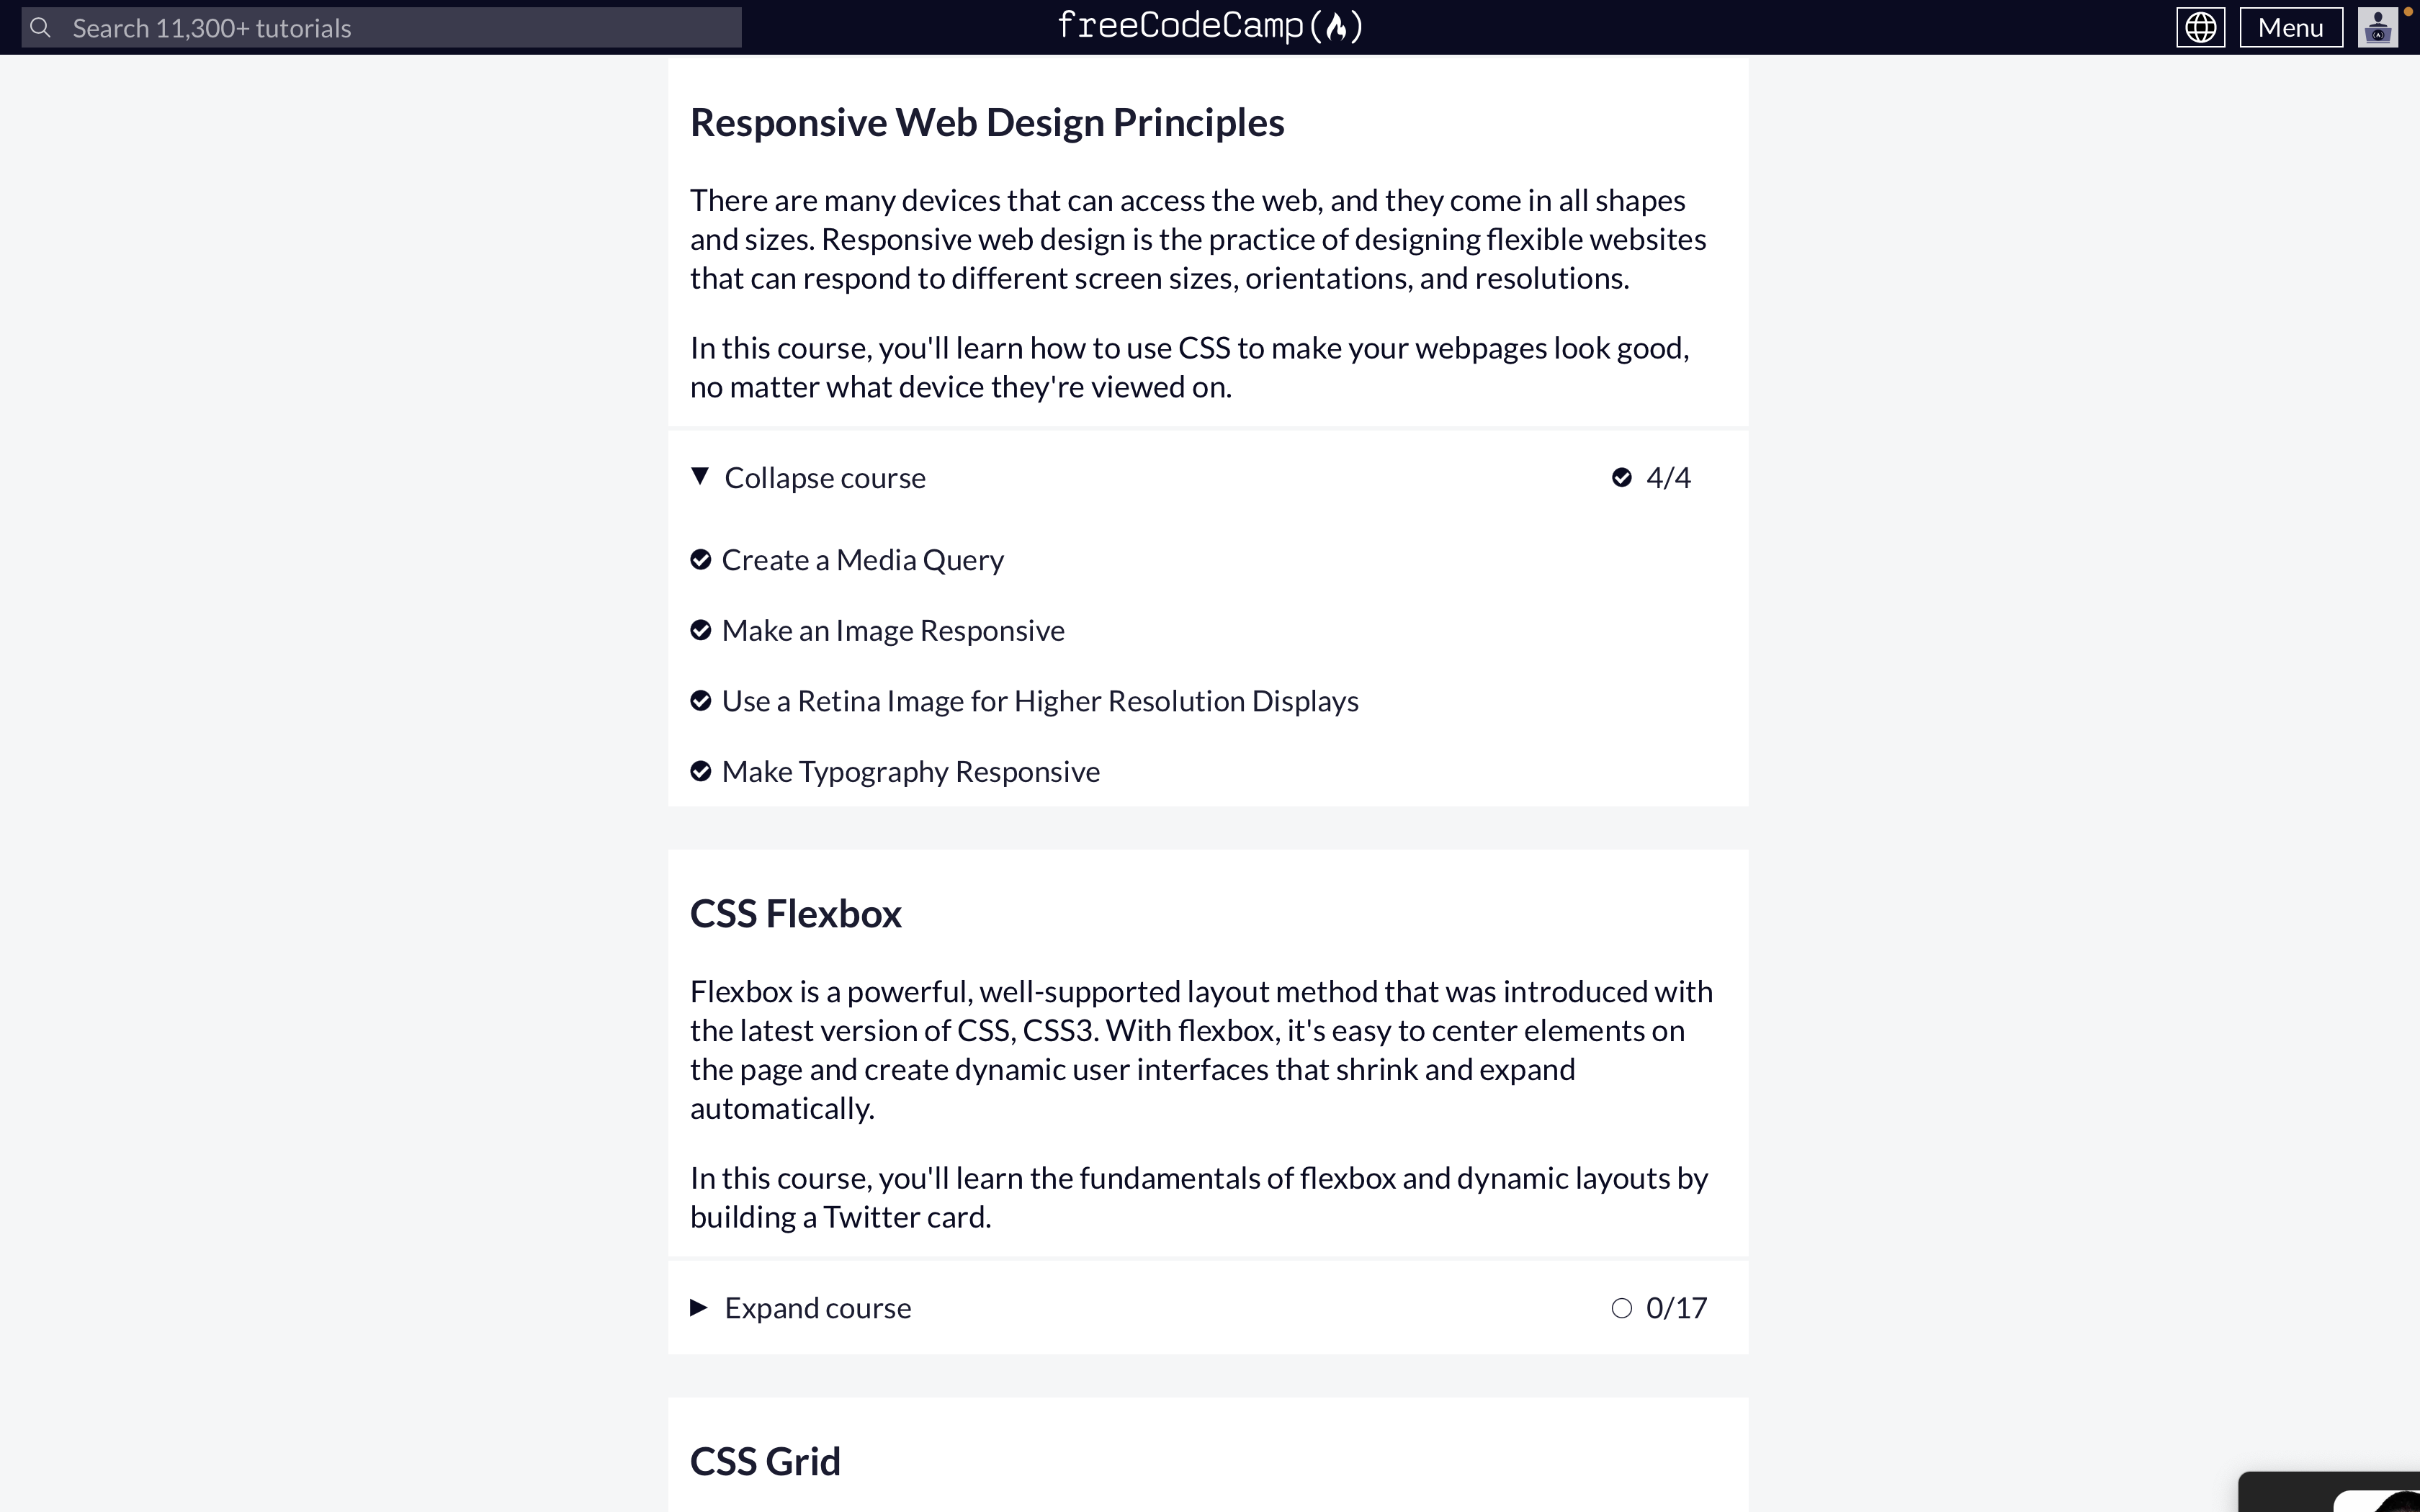 Search 11,300+ tutorials
freeCodeCamp(🔥)
Menu
Responsive Web Design Principles
There are many devices that can access the web, and they come in all shapes
and sizes. Responsive web design is the practice of designing flexible websites
that can respond to different screen sizes, orientations, and resolutions.
In this course, you'll learn how to use CSS to make your webpages look good,
no matter what device they're viewed on.
Collapse course 4/4
Create a Media Query
Make an Image Responsive
Use a Retina Image for Higher Resolution Displays
Make Typography Responsive
CSS Flexbox
Flexbox is a powerful, well-supported layout method that was introduced with
the latest version of CSS, CSS3. With flexbox, it's easy to center elements on
the page and create dynamic user interfaces that shrink and expand
automatically.
In this course, you'll learn the fundamentals of flexbox and dynamic layouts by
building a Twitter card.
Expand course 0/17
CSS Grid